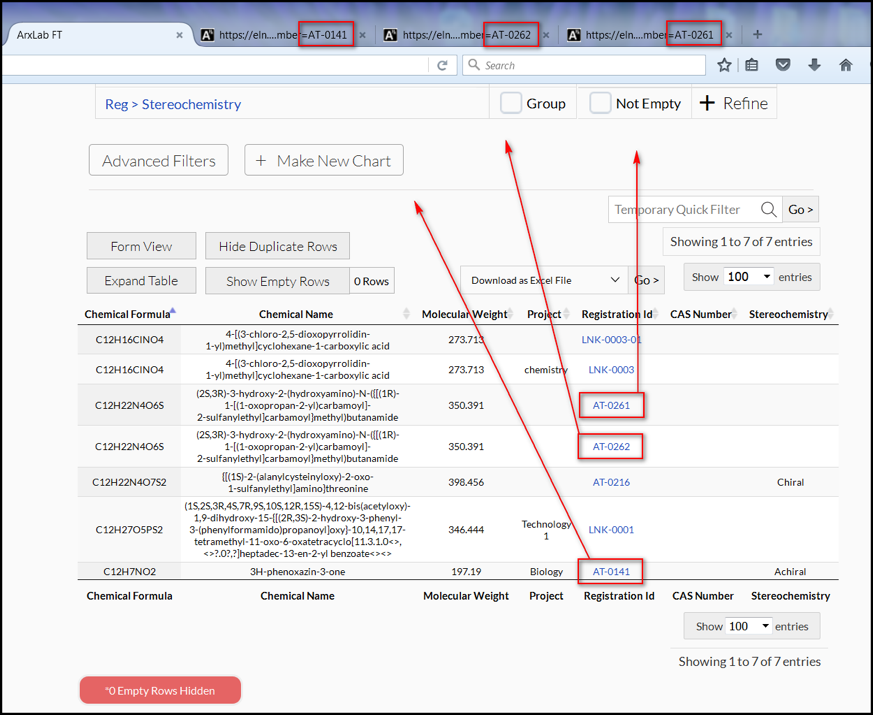 ArxLab FT
https://eln....mber=AT-0141
https://eln....mber=AT-0262
https://eln....mber=AT-0261
Search
Reg > Stereochemistry
Group
Not Empty
+ Refine
Advanced Filters
+ Make New Chart
Temporary Quick Filter
Go >
Form View
Hide Duplicate Rows
Showing 1 to 7 of 7 entries
Expand Table
Show Empty Rows
0 Rows
Download as Excel File
Go >
Show 100 entries
Chemical Formula Chemical Name Molecular Weight Project Registration Id CAS Number Stereochemistry
C12H16ClNO4
4-[(3-chloro-2,5-dioxopyrrolidin-
1-yl)methyl]cyclohexane-1-carboxylic acid
273.713
LNK-0003-01
C12H16ClNO4
4-[(3-chloro-2,5-dioxopyrrolidin-
1-yl)methyl]cyclohexane-1-carboxylic acid
273.713
chemistry
LNK-0003
C12H22N4O6S
(2S,3R)-3-hydroxy-2-(hydroxyamino)-N-([[(1R)-
1-[(1-oxopropan-2-yl)carbamoyl]-
2-sulfanylethyl]carbamoyl]methyl)butanamide
350.391
AT-0261
C12H22N4O6S
(2S,3R)-3-hydroxy-2-(hydroxyamino)-N-([[(1R)-
1-[(1-oxopropan-2-yl)carbamoyl]-
2-sulfanylethyl]carbamoyl]methyl)butanamide
350.391
AT-0262
C12H22N4O7S2
[[(1S)-2-(alanylcysteinyloxy)-2-oxo-
1-sulfanylethyl]amino]threonine
398.456
AT-0216
Chiral
C12H27O5PS2
(1S,2S,3R,4S,7R,9S,10S,12R,15S)-4,12-bis(acetyloxy)-
1,9-dihydroxy-15-{[(2R,3S)-2-hydroxy-3-phenyl-
3-(phenylformamido)propanoyl]oxy}-10,14,17,17-
tetramethyl-11-oxo-6-oxatetracyclo[11.3.1.0<>,
<>?.0?,?]heptadec-13-en-2-yl benzoate<><>
346.444
Technology
1
LNK-0001
C12H7NO2
3H-phenoxazin-3-one
197.19
Biology
AT-0141
Achiral
Chemical Formula Chemical Name Molecular Weight Project Registration Id CAS Number Stereochemistry
Show 100 entries
Showing 1 to 7 of 7 entries
*0 Empty Rows Hidden